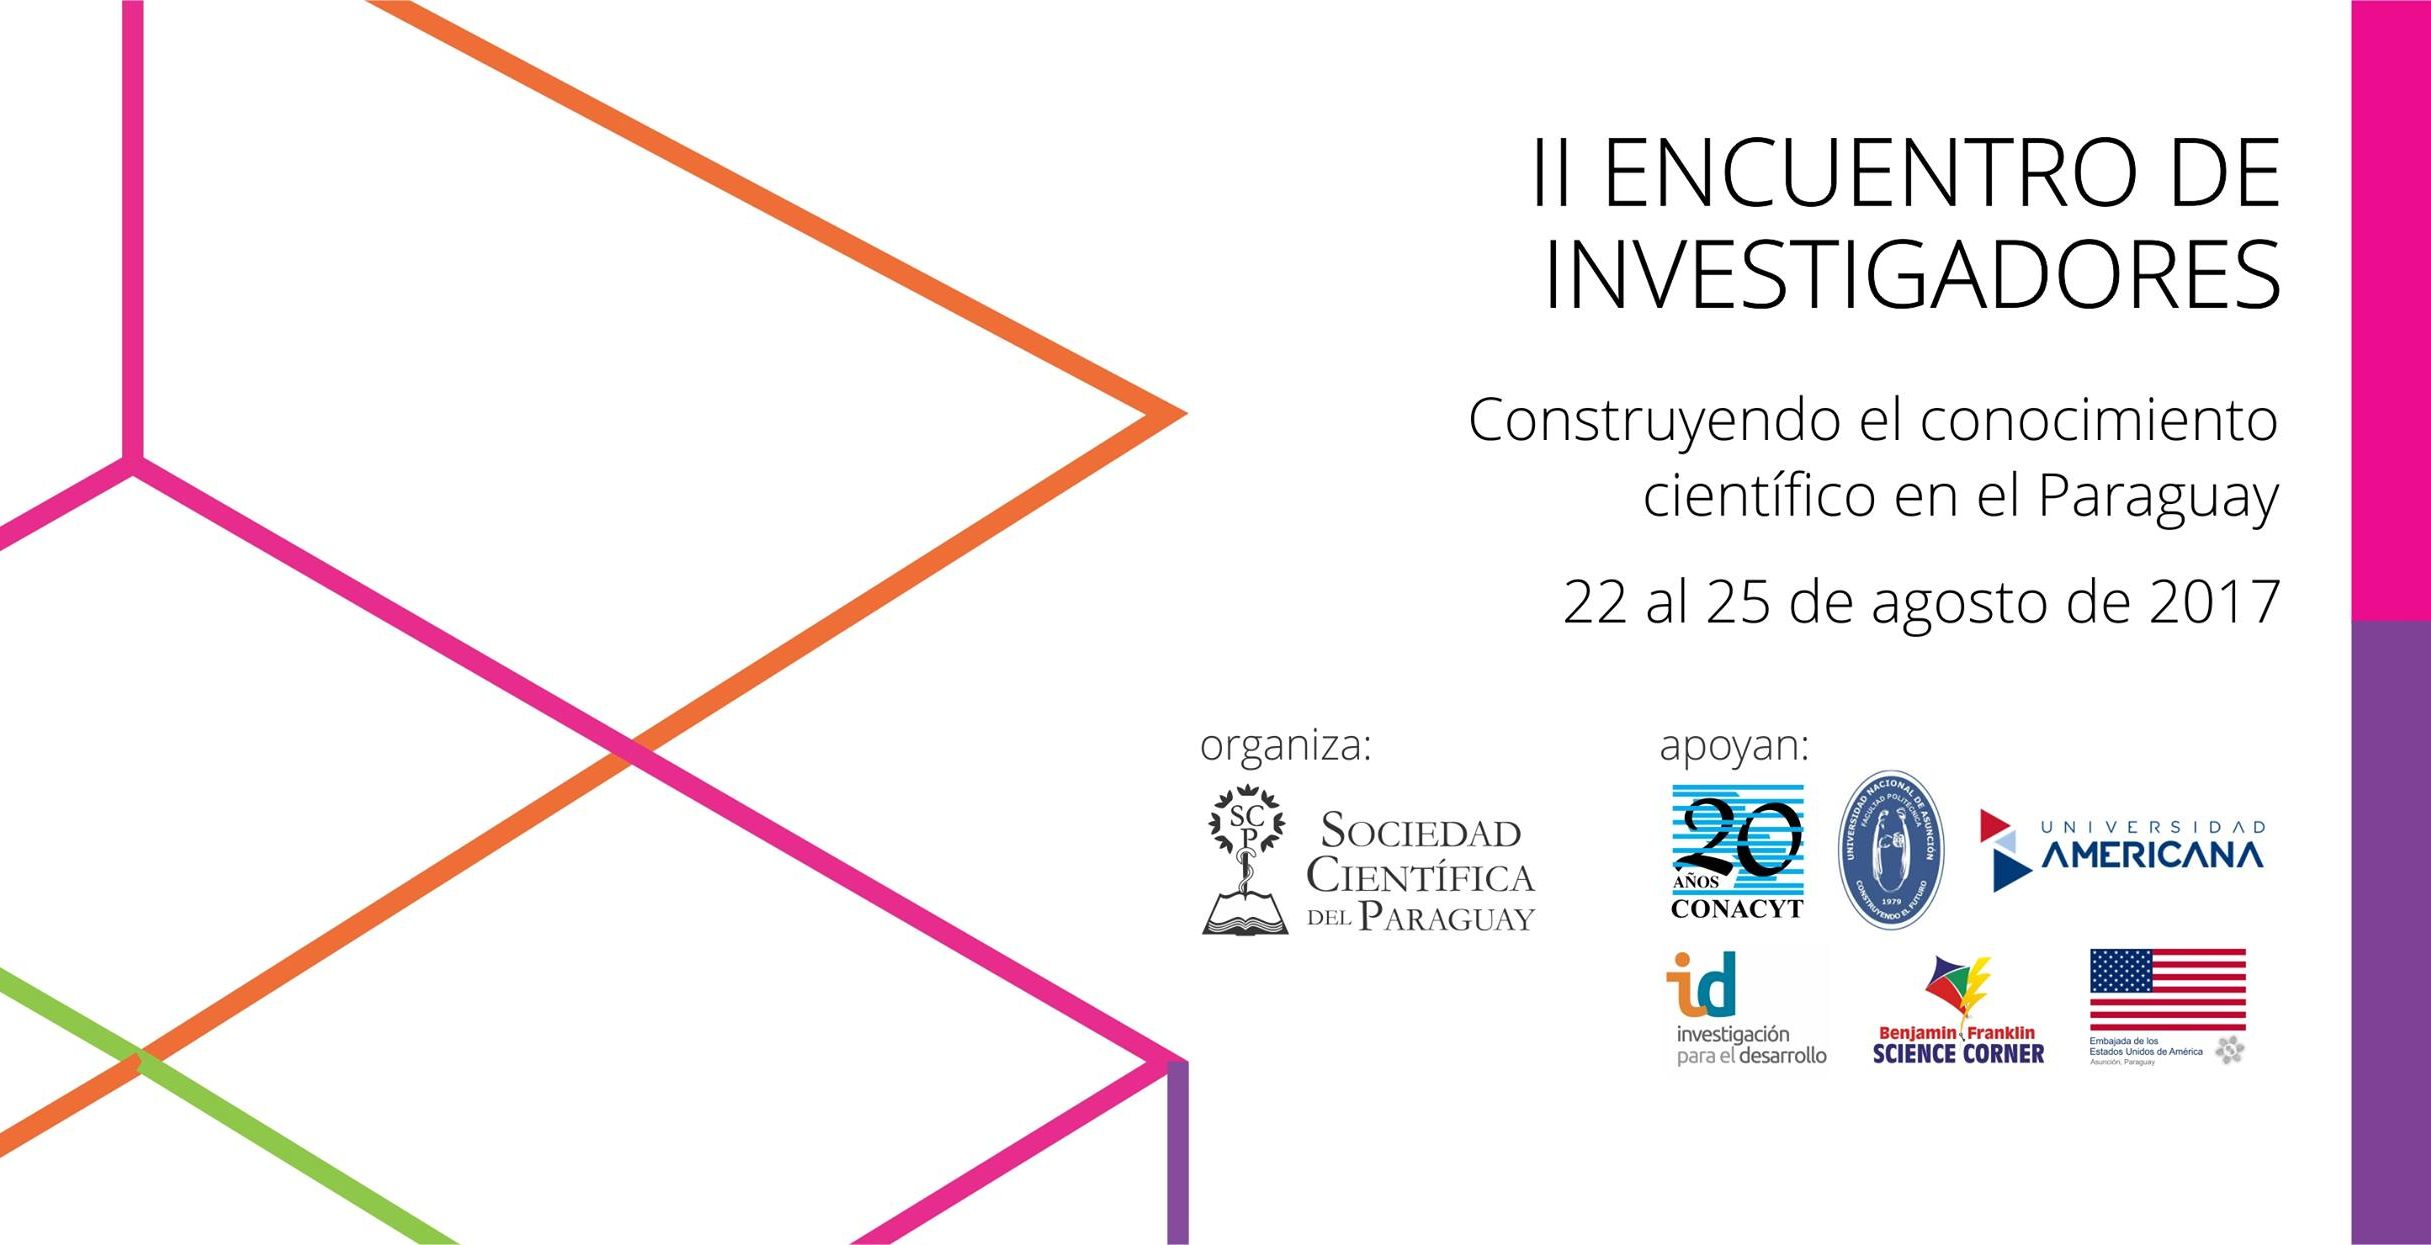 II ENCUENTRO DE
INVESTIGADORES
Construyendo el conocimiento
científico en el Paraguay
22 al 25 de agosto de 2017
organiza:
SCP
SOCIEDAD
CIENTÍFICA
DEL PARAGUAY
apoyan:
20
AÑOS
CONACYT
UNIVERSIDAD NACIONAL DE ASUNCIÓN
FACULTAD POLITÉCNICA
CONSTRUYENDO EL FUTURO
1979
UNIVERSIDAD
AMERICANA
id
investigación
para el desarrollo
Benjamin Franklin
SCIENCE CORNER
Embajada de los
Estados Unidos de América
Asunción, Paraguay